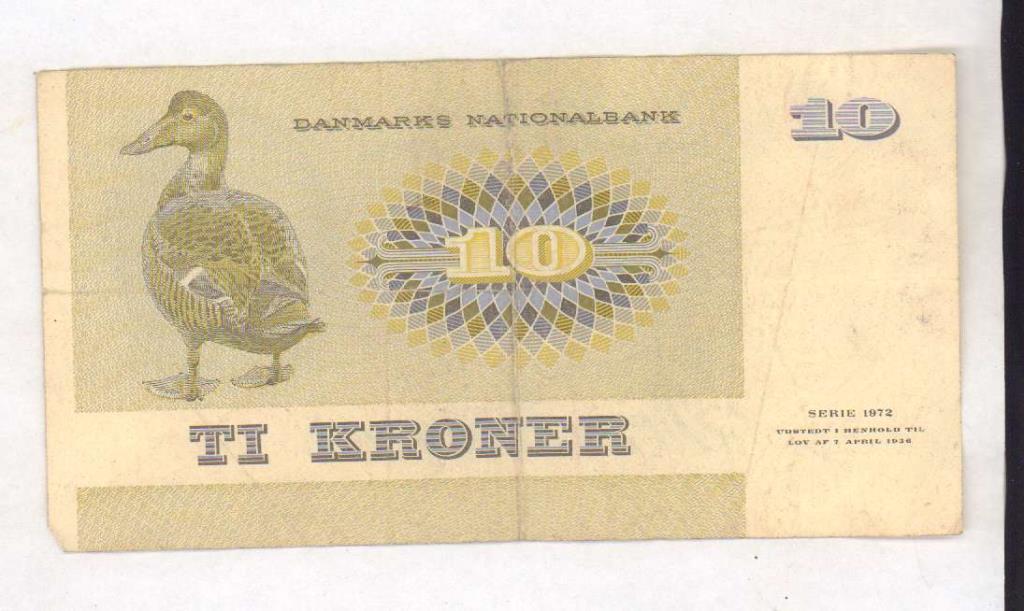 DANMARKS NATIONALBANK
10
10
TI KRONER
SERIE 1972
UDSTEDT I HENHOLD TIL
LOV AF 7 APRIL 1936